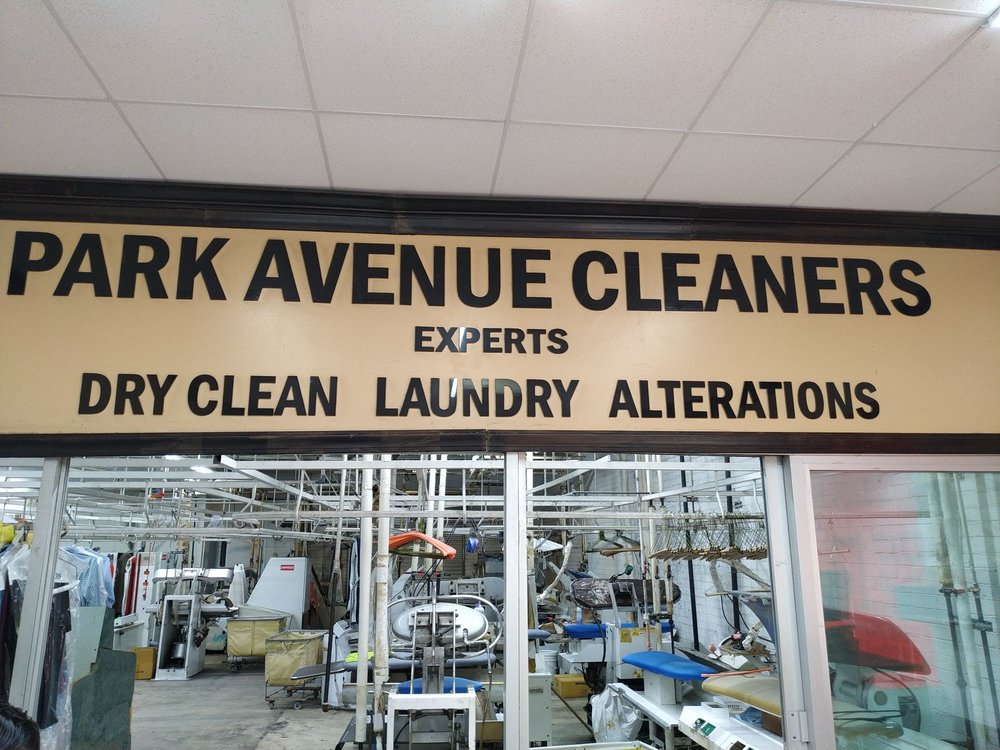 PARK AVENUE CLEANERS
EXPERTS
DRY CLEAN LAUNDRY ALTERATIONS